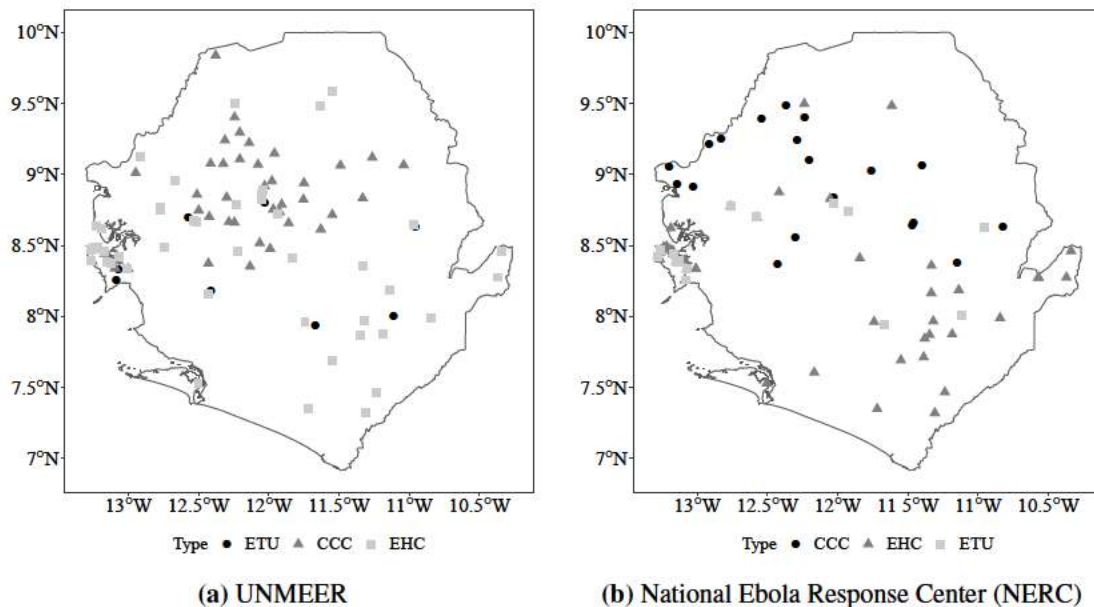 10°N
9.5°N
9°N
8.5°N
8°N
7.5°N
7°N
13°W 12.5°W 12°W 11.5°W 11°W 10.5°W
Type ETU CCC EHC
(a) UNMEER
10°N
9.5°N
9°N
8.5°N
8°N
7.5°N
7°N
13°W 12.5°W 12°W 11.5°W 11°W 10.5°W
Type CCC EHC ETU
(b) National Ebola Response Center (NERC)